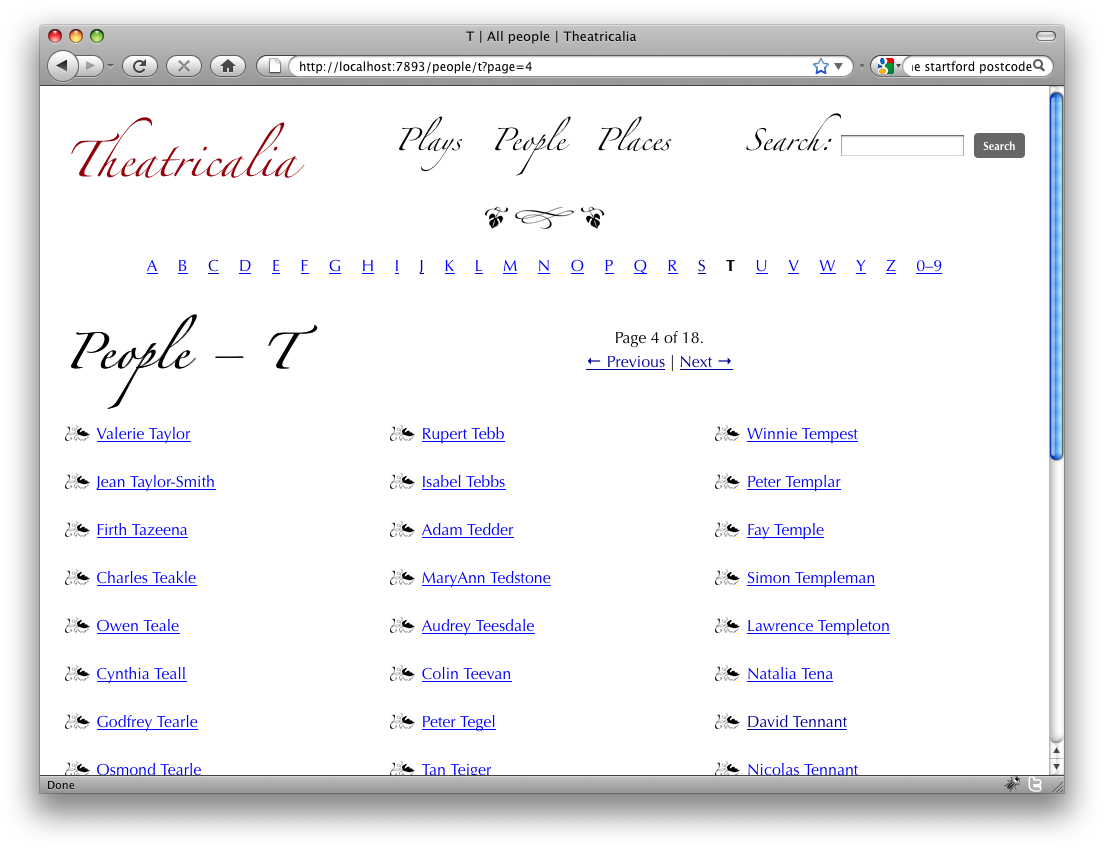 T | All people | Theatricalia
http://localhost:7893/people/t?page=4
startford postcode
Theatricalia
Plays People Places
Search:
Search
A B C D E F G H I J K L M N O P Q R S T U V W Y Z 0–9
People – T
Page 4 of 18.
← Previous | Next →
Valerie Taylor
Jean Taylor-Smith
Firth Tazeena
Charles Teakle
Owen Teale
Cynthia Teall
Godfrey Tearle
Osmond Tearle
Rupert Tebb
Isabel Tebbs
Adam Tedder
MaryAnn Tedstone
Audrey Teesdale
Colin Teevan
Peter Tegel
Tan Teiger
Winnie Tempest
Peter Templar
Fay Temple
Simon Templeman
Lawrence Templeton
Natalia Tena
David Tennant
Nicolas Tennant
Done